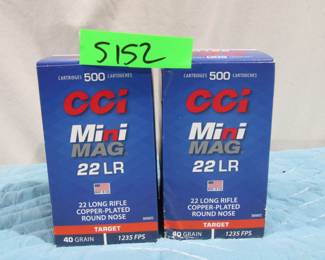 S152
CARTRIDGES 500 CARTOUCHES
CCI
Mini
MAG
22 LR
22 LONG RIFLE
COPPER-PLATED
ROUND NOSE
TARGET
40 GRAIN 1235 FPS
CARTRIDGES 500 CARTOUCHES
CCI
Mini
MAG
22 LR
22 LONG RIFLE
COPPER-PLATED
ROUND NOSE
TARGET
40 GRAIN 1235 FPS